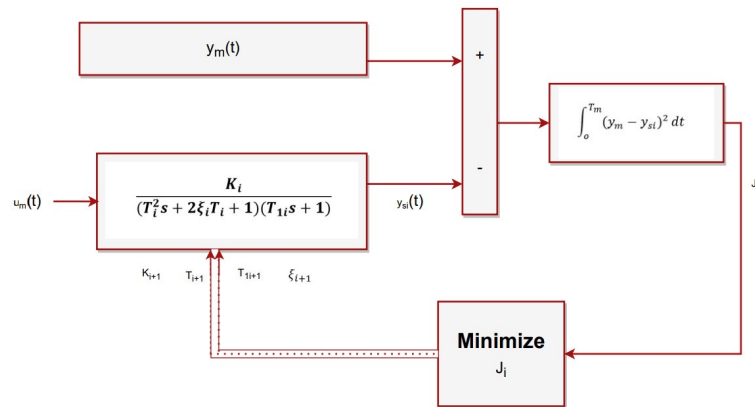 yₘ(t)
+
∫ₒ^Tₘ (yₘ − yₛᵢ)² dt
-
Kᵢ
(Tᵢ²s + 2ξᵢTᵢ + 1)(T₁ᵢs + 1)
uₘ(t)
yₛᵢ(t)
J
Kᵢ₊₁ Tᵢ₊₁ T₁ᵢ₊₁ ξᵢ₊₁
Minimize
Jᵢ